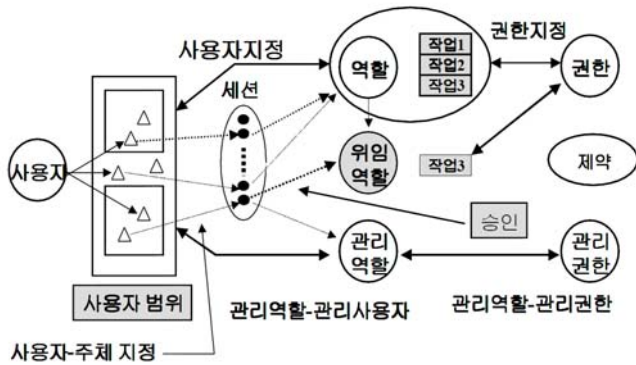 사용자지정
권한지정
역할
작업1
작업2
작업3
권한
세션
사용자
위임
역할
작업3
제약
승인
관리
역할
관리
권한
사용자 범위
관리역할-관리사용자
관리역할-관리권한
사용자-주체 지정